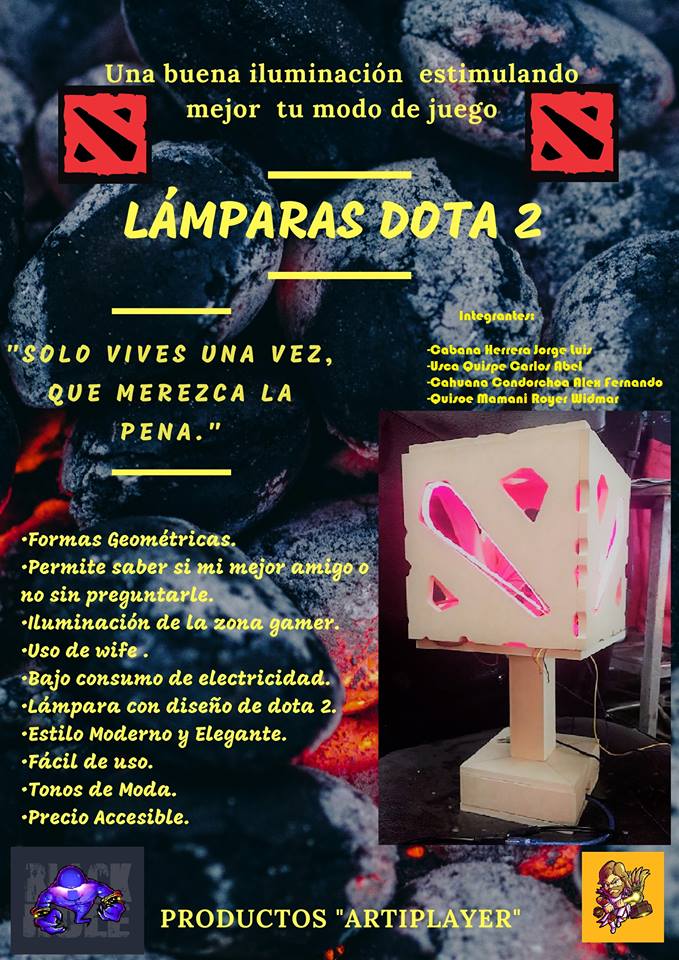 Una buena iluminación estimulando
mejor tu modo de juego
LÁMPARAS DOTA 2
"SOLO VIVES UNA VEZ,
QUE MEREZCA LA
PENA."
Integrantes:
-Cabana Herrera Jorge Luis
-Usca Quispe Carlos Abel
-Cahuana Condorchoa Alex Fernando
-Quisoe Mamani Royer Widmar
•Formas Geométricas.
•Permite saber si mi mejor amigo o
no sin preguntarle.
•Iluminación de la zona gamer.
•Uso de wife .
•Bajo consumo de electricidad.
•Lámpara con diseño de dota 2.
•Estilo Moderno y Elegante.
•Fácil de uso.
•Tonos de Moda.
•Precio Accesible.
BLACK
HOLE
PRODUCTOS "ARTIPLAYER"